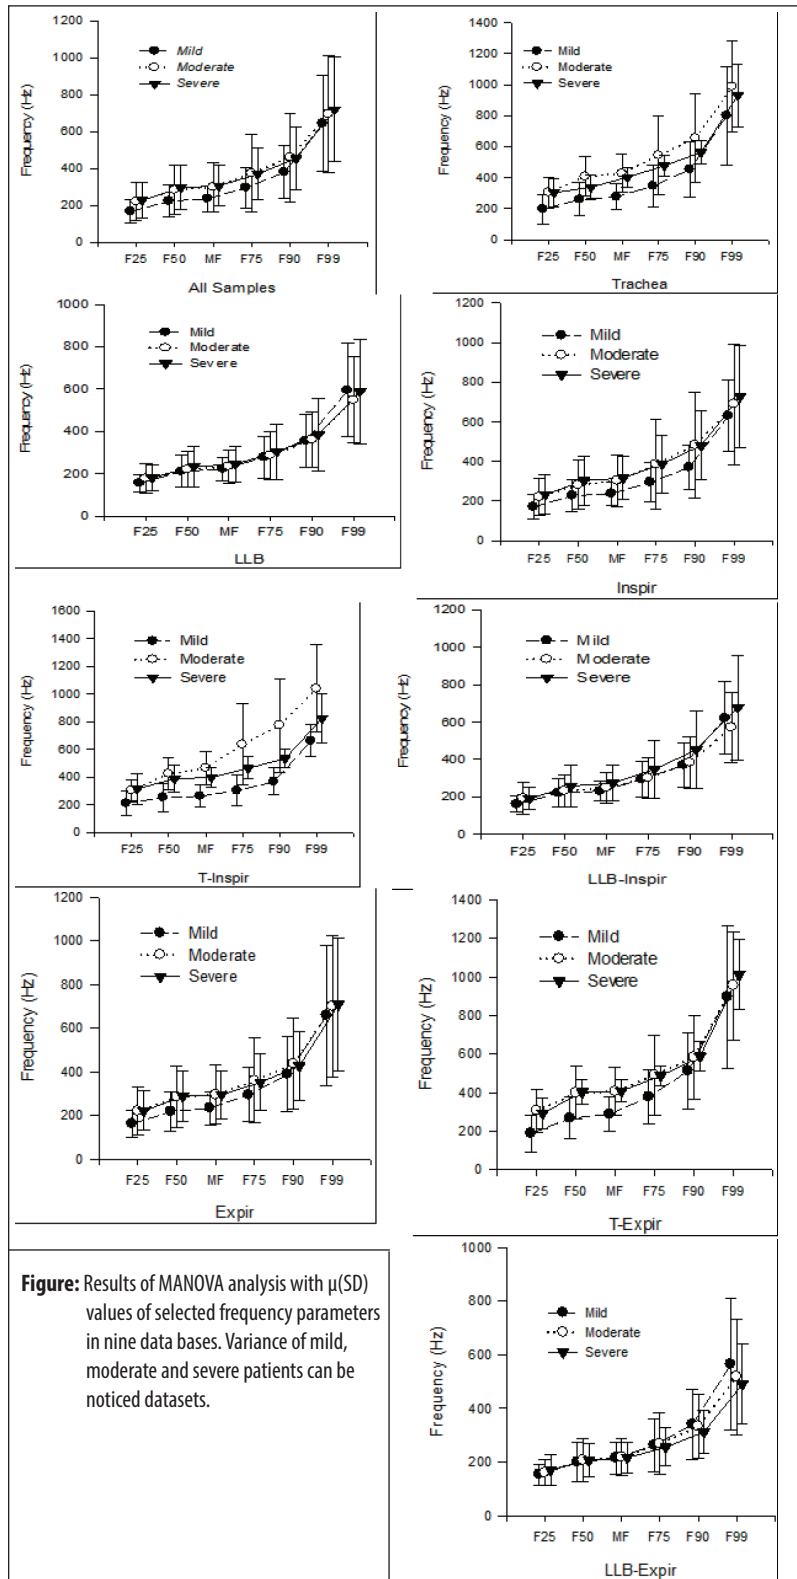 1200
1000
800
600
400
200
0
Frequency (Hz)
Mild
Moderate
Severe
F25 F50 MF F75 F90 F99
All Samples
1400
1200
1000
800
600
400
200
0
Frequency (Hz)
Mild
Moderate
Severe
F25 F50 MF F75 F90 F99
Trachea
1000
800
600
400
200
0
Frequency (Hz)
Mild
Moderate
Severe
F25 F50 MF F75 F90 F99
LLB
1200
1000
800
600
400
200
0
Frequency (Hz)
Mild
Moderate
Severe
F25 F50 MF F75 F90 F99
Inspir
1600
1400
1200
1000
800
600
400
200
0
Frequency (Hz)
Mild
Moderate
Severe
F25 F50 MF F75 F90 F99
T-Inspir
1200
1000
800
600
400
200
0
Frequency (Hz)
Mild
Moderate
Severe
F25 F50 MF F75 F90 F99
LLB-Inspir
1200
1000
800
600
400
200
0
Frequency (Hz)
Mild
Moderate
Severe
F25 F50 MF F75 F90 F99
Expir
1400
1200
1000
800
600
400
200
0
Frequency (Hz)
Mild
Moderate
Severe
F25 F50 MF F75 F90 F99
T-Expir
Figure: Results of MANOVA analysis with μ(SD)
values of selected frequency parameters
in nine data bases. Variance of mild,
moderate and severe patients can be
noticed datasets.
1000
800
600
400
200
0
Frequency (Hz)
Mild
Moderate
Severe
F25 F50 MF F75 F90 F99
LLB-Expir